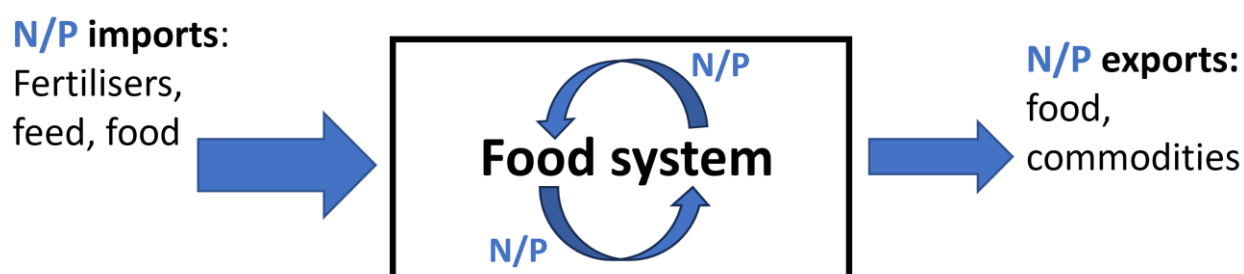 N/P imports:
Fertilisers,
feed, food
N/P
Food system
N/P
N/P exports:
food,
commodities